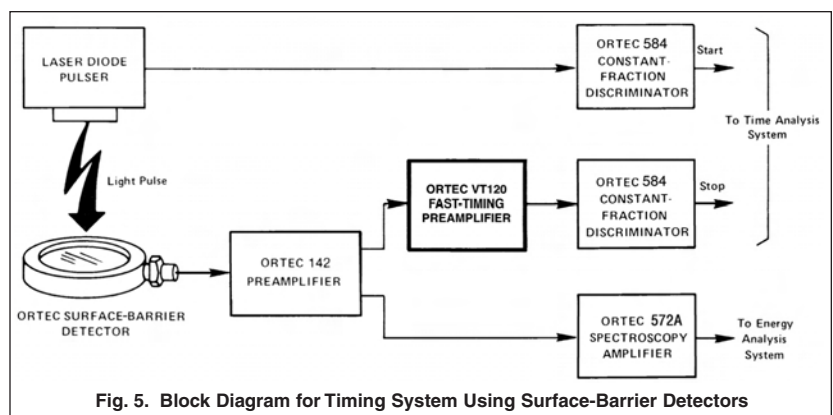 LASER DIODE
PULSER
ORTEC 584
CONSTANT-
FRACTION
DISCRIMINATOR
Start
To Time Analysis
System
Light Pulse
ORTEC VT120
FAST-TIMING
PREAMPLIFIER
ORTEC 584
CONSTANT-
FRACTION
DISCRIMINATOR
Stop
ORTEC 142
PREAMPLIFIER
ORTEC SURFACE-BARRIER
DETECTOR
ORTEC 572A
SPECTROSCOPY
AMPLIFIER
To Energy
Analysis
System
Fig. 5. Block Diagram for Timing System Using Surface-Barrier Detectors